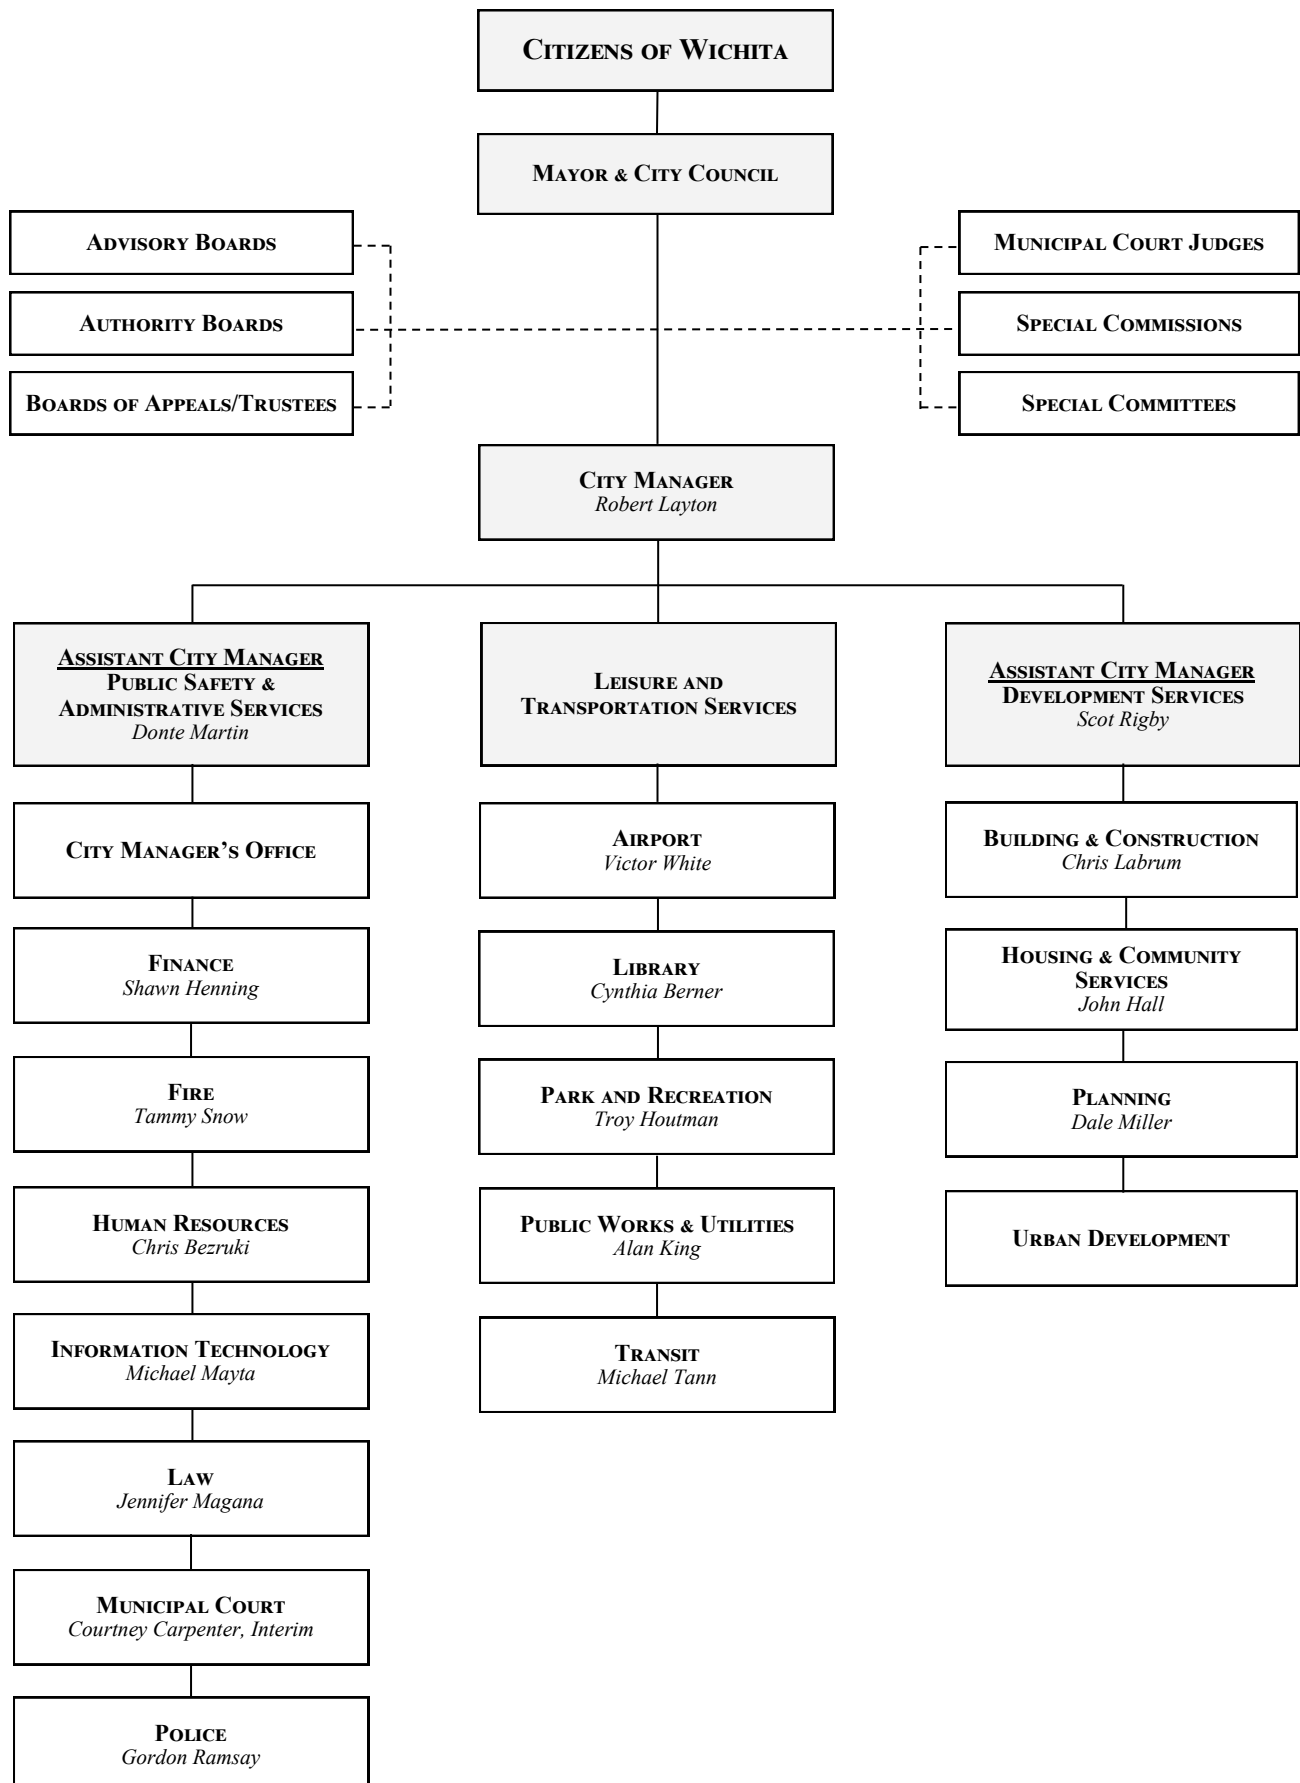 CITIZENS OF WICHITA
MAYOR & CITY COUNCIL
ADVISORY BOARDS
AUTHORITY BOARDS
BOARDS OF APPEALS/TRUSTEES
MUNICIPAL COURT JUDGES
SPECIAL COMMISSIONS
SPECIAL COMMITTEES
CITY MANAGER
Robert Layton
ASSISTANT CITY MANAGER
PUBLIC SAFETY &
ADMINISTRATIVE SERVICES
Donte Martin
CITY MANAGER’S OFFICE
FINANCE
Shawn Henning
FIRE
Tammy Snow
HUMAN RESOURCES
Chris Bezruki
INFORMATION TECHNOLOGY
Michael Mayta
LAW
Jennifer Magana
MUNICIPAL COURT
Courtney Carpenter, Interim
POLICE
Gordon Ramsay
LEISURE AND
TRANSPORTATION SERVICES
AIRPORT
Victor White
LIBRARY
Cynthia Berner
PARK AND RECREATION
Troy Houtman
PUBLIC WORKS & UTILITIES
Alan King
TRANSIT
Michael Tann
ASSISTANT CITY MANAGER
DEVELOPMENT SERVICES
Scot Rigby
BUILDING & CONSTRUCTION
Chris Labrum
HOUSING & COMMUNITY
SERVICES
John Hall
PLANNING
Dale Miller
URBAN DEVELOPMENT